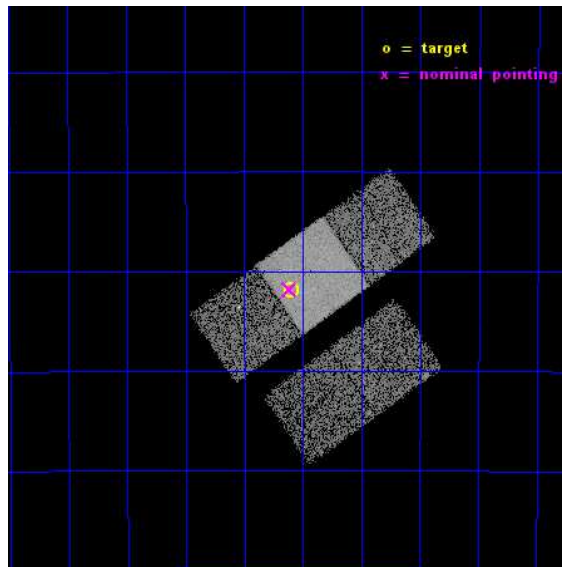 o = target
x = nominal pointing